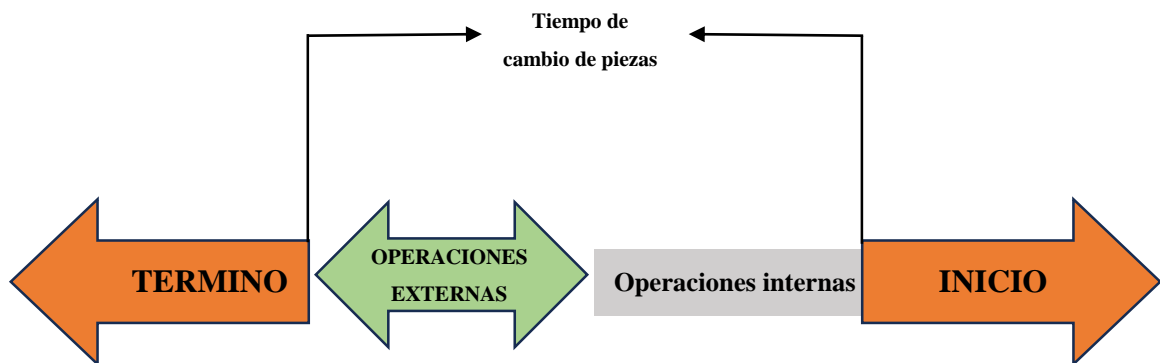 Tiempo de
cambio de piezas
TERMINO
OPERACIONES
EXTERNAS
Operaciones internas
INICIO